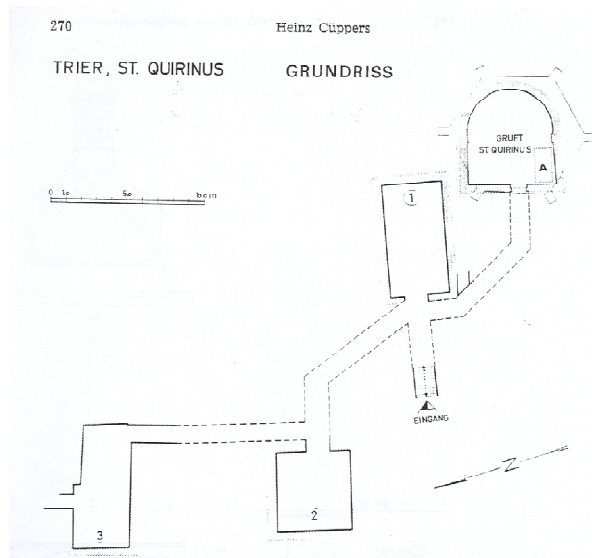 270
Heinz Cüppers
TRIER, ST. QUIRINUS
GRUNDRISS
GRUFT
ST QUIRINUS
A
1
EINGANG
N
2
3